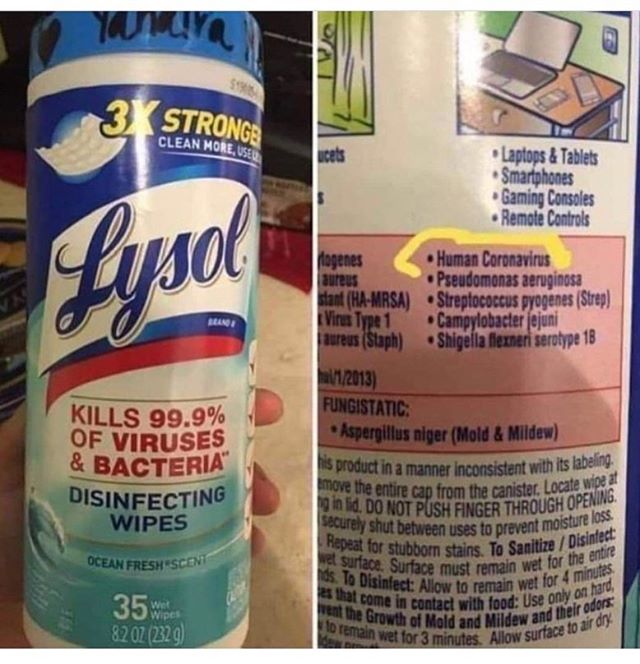 Yandira
3X STRONGER
CLEAN MORE, USE
Lysol
BRAND II
KILLS 99.9%
OF VIRUSES
& BACTERIA
DISINFECTING
WIPES
OCEAN FRESH SCENT
35 Wet Wipes
8.2 OZ (232 g)
ucets
s
• Laptops & Tablets
• Smartphones
• Gaming Consoles
• Remote Controls
togenes • Human Coronavirus
aureus • Pseudomonas aeruginosa
stant (HA-MRSA) • Streptococcus pyogenes (Strep)
Virus Type 1 • Campylobacter jejuni
aureus (Staph) • Shigella flexneri serotype 1B
/1/2013)
FUNGISTATIC:
• Aspergillus niger (Mold & Mildew)
his product in a manner inconsistent with its labeling.
emove the entire cap from the canister. Locate wipe at
ng in lid. DO NOT PUSH FINGER THROUGH OPENING.
securely shut between uses to prevent moisture loss.
Repeat for stubborn stains. To Sanitize / Disinfect:
wet surface. Surface must remain wet for the entire
nds. To Disinfect: Allow to remain wet for 4 minutes.
es that come in contact with food: Use only on hard,
vent the Growth of Mold and Mildew and their odors:
to remain wet for 3 minutes. Allow surface to air dry.